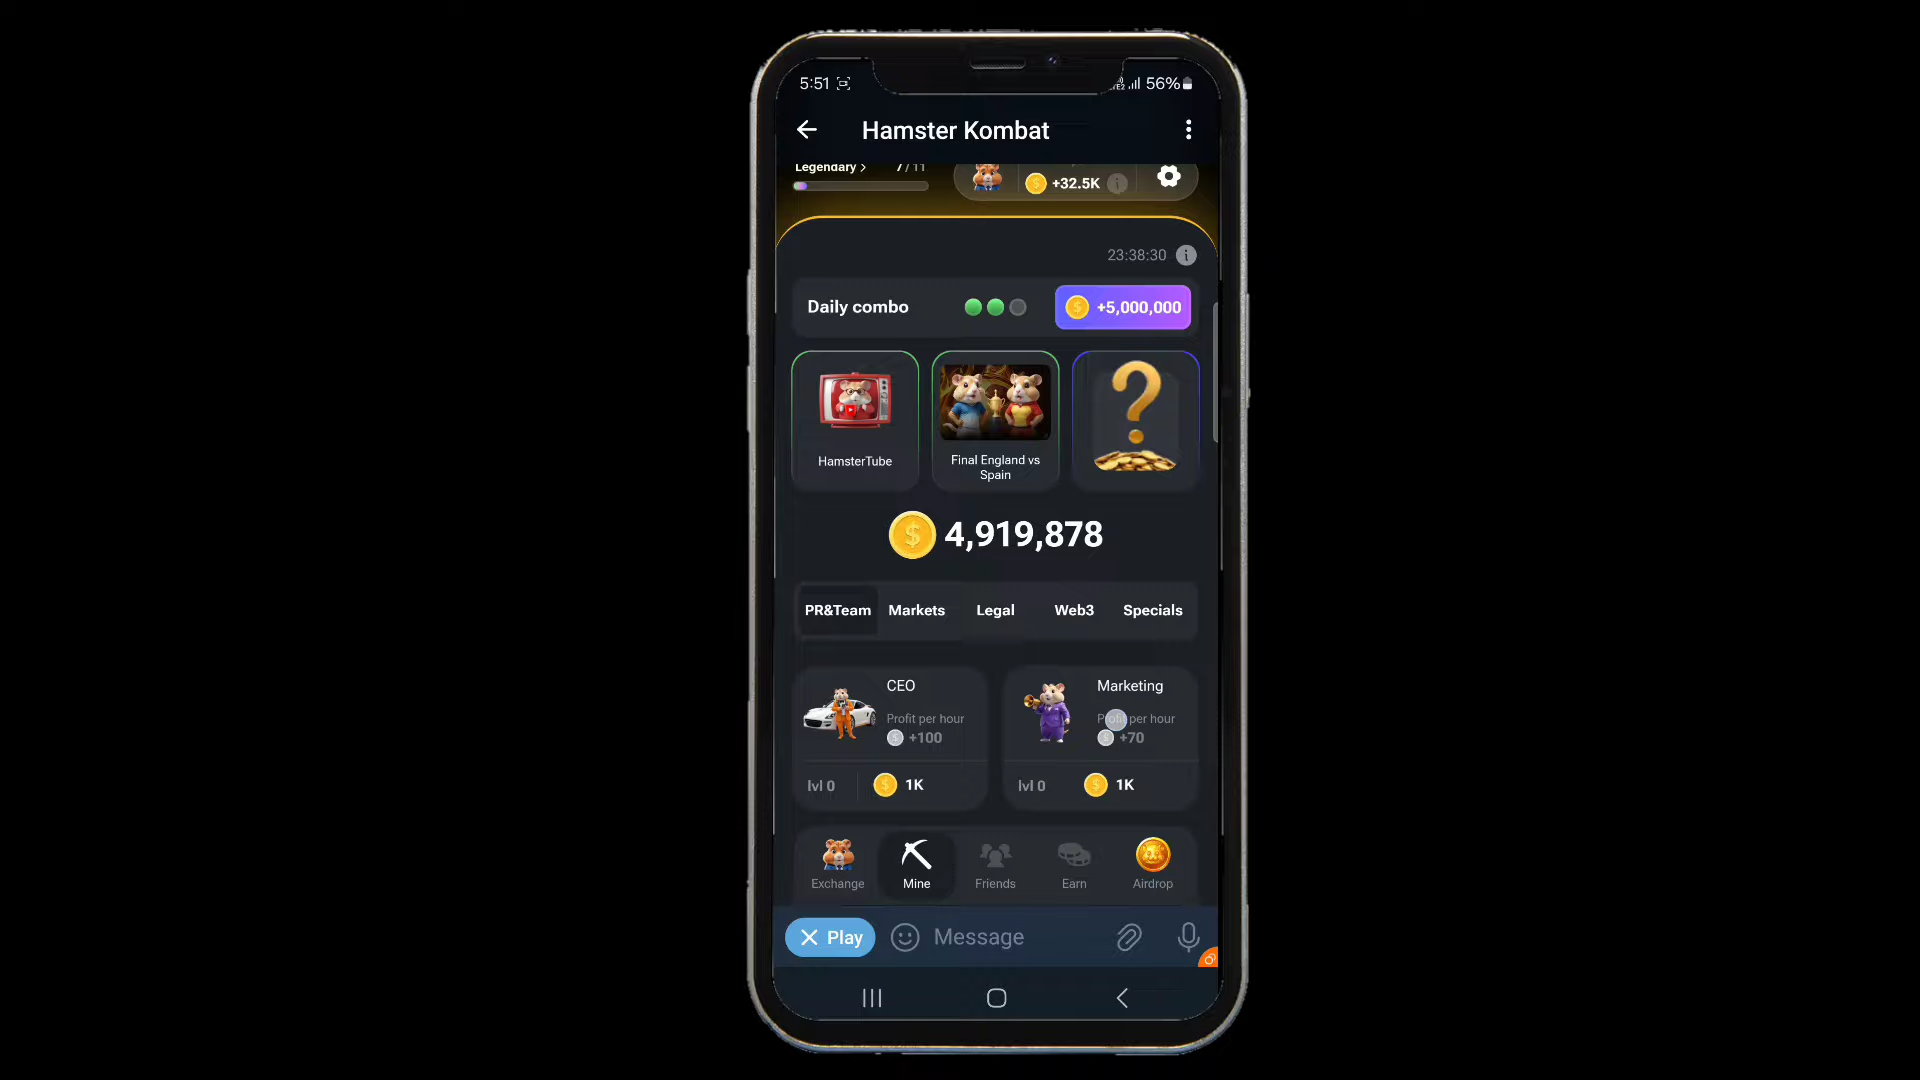 5:51
56%
Hamster Kombat
Legendary > 7/11
+32.5K
23:38:30
Daily combo
+5,000,000
HamsterTube
Final England vs
Spain
4,919,878
PR&Team Markets Legal Web3 Specials
CEO
Profit per hour
+100
lvl 0
1K
Marketing
Profit per hour
+70
lvl 0
1K
Exchange Mine Friends Earn Airdrop
Play
Message